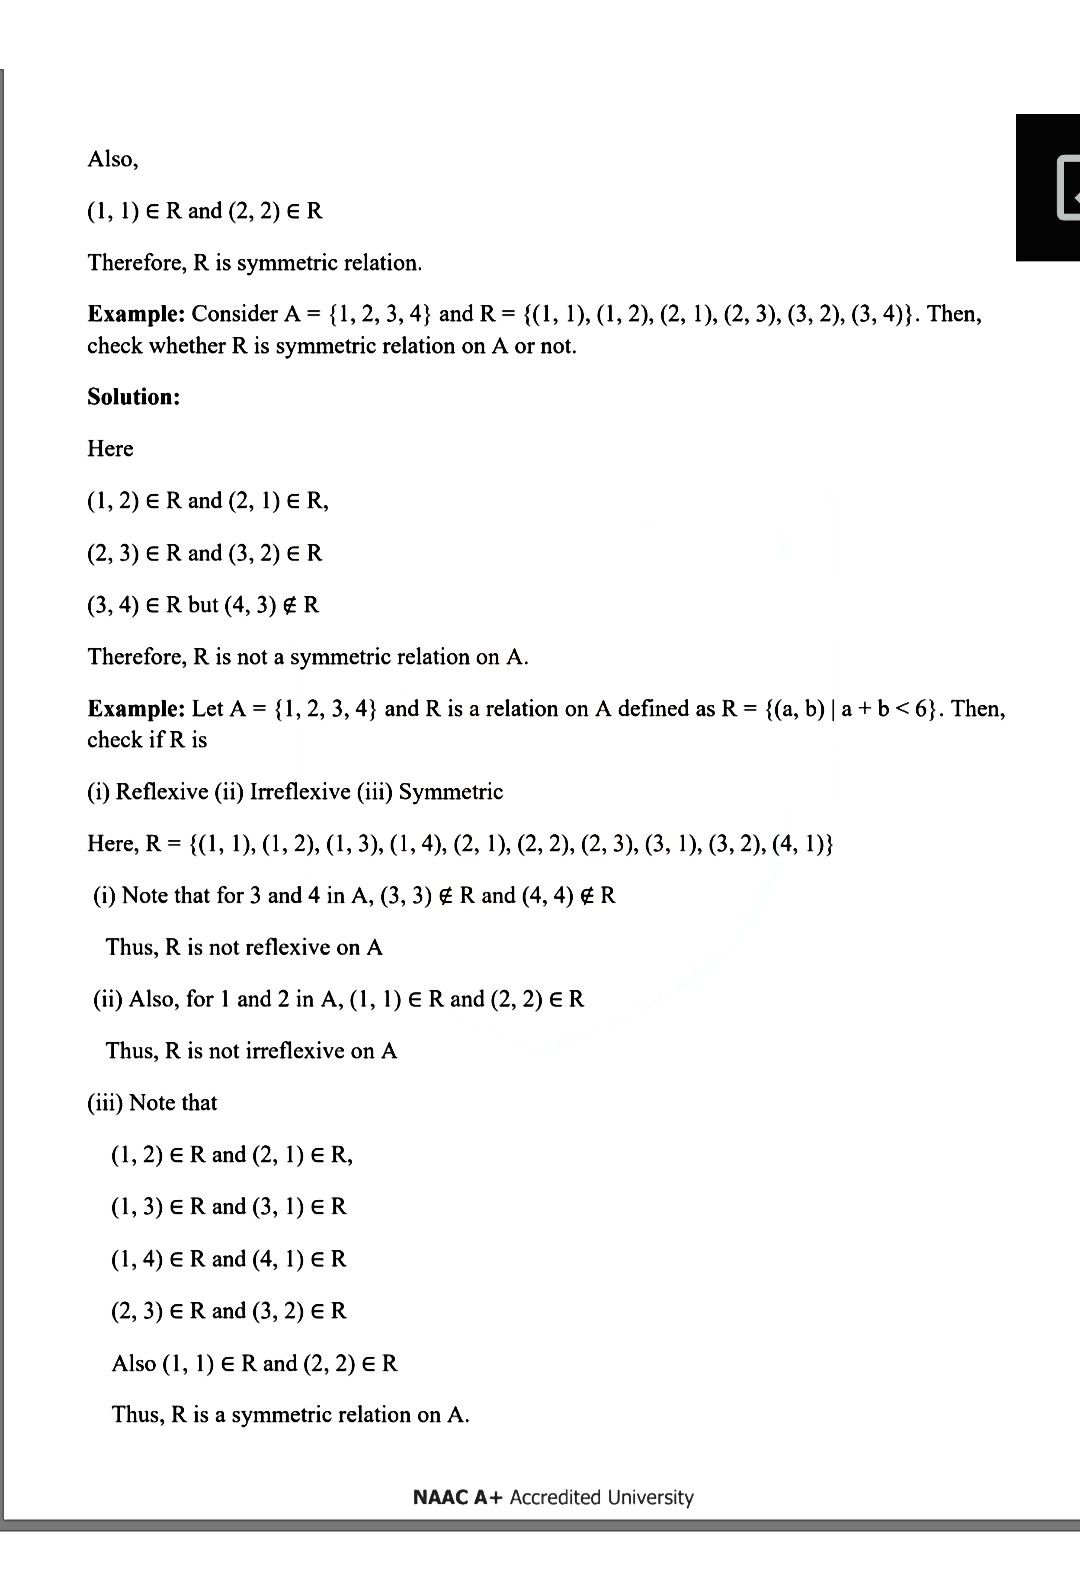 Also,
(1, 1) ∈ R and (2, 2) ∈ R
Therefore, R is symmetric relation.
Example: Consider A = {1, 2, 3, 4} and R = {(1, 1), (1, 2), (2, 1), (2, 3), (3, 2), (3, 4)}. Then,
check whether R is symmetric relation on A or not.
Solution:
Here
(1, 2) ∈ R and (2, 1) ∈ R,
(2, 3) ∈ R and (3, 2) ∈ R
(3, 4) ∈ R but (4, 3) ∉ R
Therefore, R is not a symmetric relation on A.
Example: Let A = {1, 2, 3, 4} and R is a relation on A defined as R = {(a, b) | a + b < 6}. Then,
check if R is
(i) Reflexive (ii) Irreflexive (iii) Symmetric
Here, R = {(1, 1), (1, 2), (1, 3), (1, 4), (2, 1), (2, 2), (2, 3), (3, 1), (3, 2), (4, 1)}
(i) Note that for 3 and 4 in A, (3, 3) ∉ R and (4, 4) ∉ R
Thus, R is not reflexive on A
(ii) Also, for 1 and 2 in A, (1, 1) ∈ R and (2, 2) ∈ R
Thus, R is not irreflexive on A
(iii) Note that
(1, 2) ∈ R and (2, 1) ∈ R,
(1, 3) ∈ R and (3, 1) ∈ R
(1, 4) ∈ R and (4, 1) ∈ R
(2, 3) ∈ R and (3, 2) ∈ R
Also (1, 1) ∈ R and (2, 2) ∈ R
Thus, R is a symmetric relation on A.
NAAC A+ Accredited University